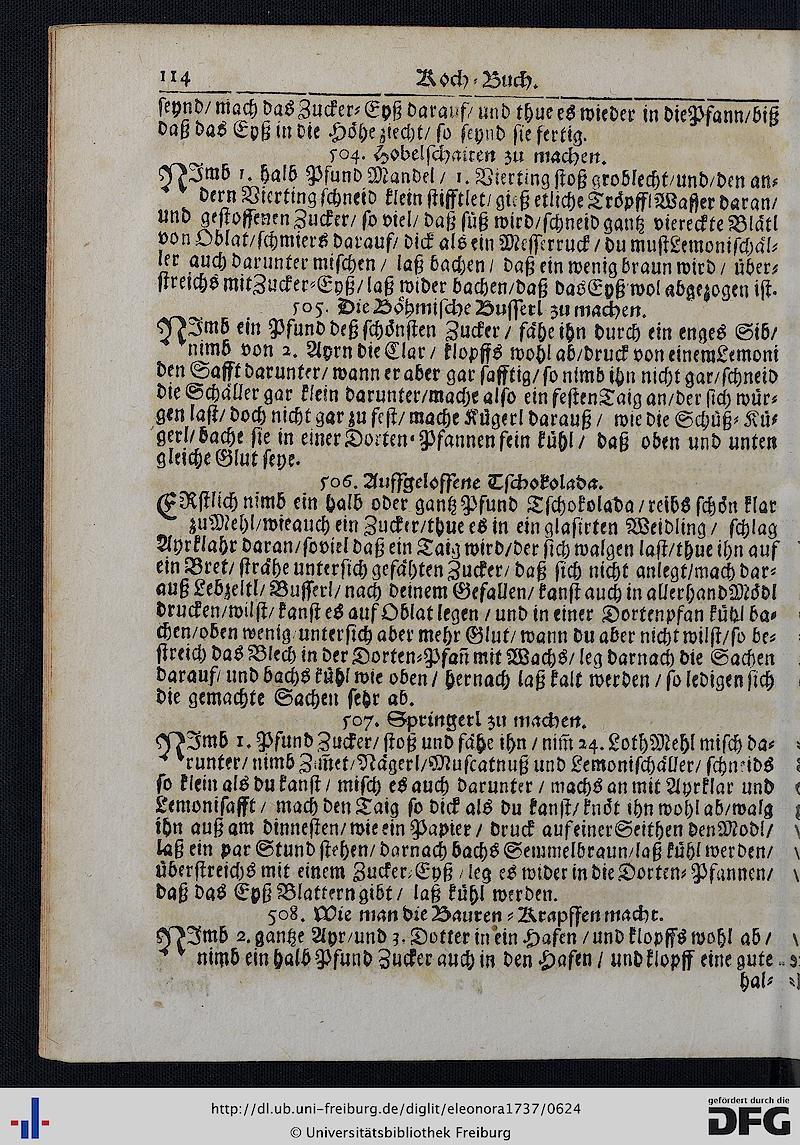 114 Koch-Buch.
seynd/ mach das Zucker-Eyß darauf/ und thue es wieder in die Pfann/ biß
daß das Eyß in die Höhe ziecht/ so seynd sie fertig.
504. Hobelschaiten zu machen.
NImb 1. halb Pfund Mandel/ 1. Vierting stoß groblecht/ und/ den an-
dern Vierting schneid klein stifftlet/ gieß etliche Tröpffl Wasser daran/
und gestossenen Zucker/ so viel/ daß süß wird/ schneid gantz viereckte Blätl
von Oblat/ schmiers darauf/ dick als ein Messerruck/ du must Lemonischäl-
ler auch darunter mischen/ laß bachen/ daß ein wenig braun wird/ über-
streichs mit Zucker-Eyß/ laß wider bachen/ daß das Eyß wol abgezogen ist.
505. Die Böhmische Busserl zu machen.
NImb ein Pfund deß schönsten Zucker/ fähe ihn durch ein enges Sib/
nimb von 2. Ayrn die Clar/ klopffs wohl ab/ druck von einem Lemoni
den Safft darunter/ wann er aber gar safftig/ so nimb ihn nicht gar/ schneid
die Schäller gar klein darunter/ mache also ein festen Taig an/ der sich wür-
gen last/ doch nicht gar zu fest/ mache Kügerl darauß/ wie die Schüß-Kü-
gerl/ bache sie in einer Dorten-Pfannen fein kühl/ daß oben und unten
gleiche Glut seye.
506. Auffgeloffene Tschokolada.
ERstlich nimb ein halb oder gantz Pfund Tschokolada/ reibs schön klar
zu Mehl/ wie auch ein Zucker/ thue es in ein glasirten Weidling/ schlag
Ayrklahr daran/ soviel daß ein Taig wird/ der sich walgen last/ thue ihn auf
ein Bret/ strähe untersich gefähten Zucker/ daß sich nicht anlegt/ mach dar-
auß Lebzeltl/ Busserl/ nach deinem Gefallen/ kanst auch in allerhand Mödl
drucken/ wilst/ kanst es auf Oblat legen/ und in einer Dortenpfan kühl ba-
chen/ oben wenig/ untersich aber mehr Glut/ wann du aber nicht wilst/ so be-
streich das Blech in der Dorten-Pfañ mit Wachs/ leg darnach die Sachen
darauf/ und bachs kühl wie oben/ hernach laß kalt werden/ so ledigen sich
die gemachte Sachen sehr ab.
507. Springerl zu machen.
NImb 1. Pfund Zucker/ stoß und fähe ihn/ nim̃ 24. Loth Mehl misch da-
runter/ nimb Zim̃et/ Nägerl/ Muscatnuß und Lemonischäller/ schneids
so klein als du kanst/ misch es auch darunter/ machs an mit Ayrklar und
Lemonisafft/ mach den Taig so dick als du kanst/ knöt ihn wohl ab/ walg
ihn auß am dinnesten/ wie ein Papier/ druck auf einer Seithen den Modl/
laß ein par Stund stehen/ darnach bachs Semmelbraun/ laß kühl werden/
überstreichs mit einem Zucker-Eyß/ leg es wider in die Dorten-Pfannen/
daß das Eyß Blattern gibt/ laß kühl werden.
508. Wie man die Bauren-Krapffen macht.
NImb 2. gantze Ayr/ und 3. Dotter in ein Hafen/ und klopffs wohl ab/
nimb ein halb Pfund Zucker auch in den Hafen/ und klopff eine gute
hal-
http://dl.ub.uni-freiburg.de/diglit/eleonora1737/0624
© Universitätsbibliothek Freiburg
gefördert durch die
DFG